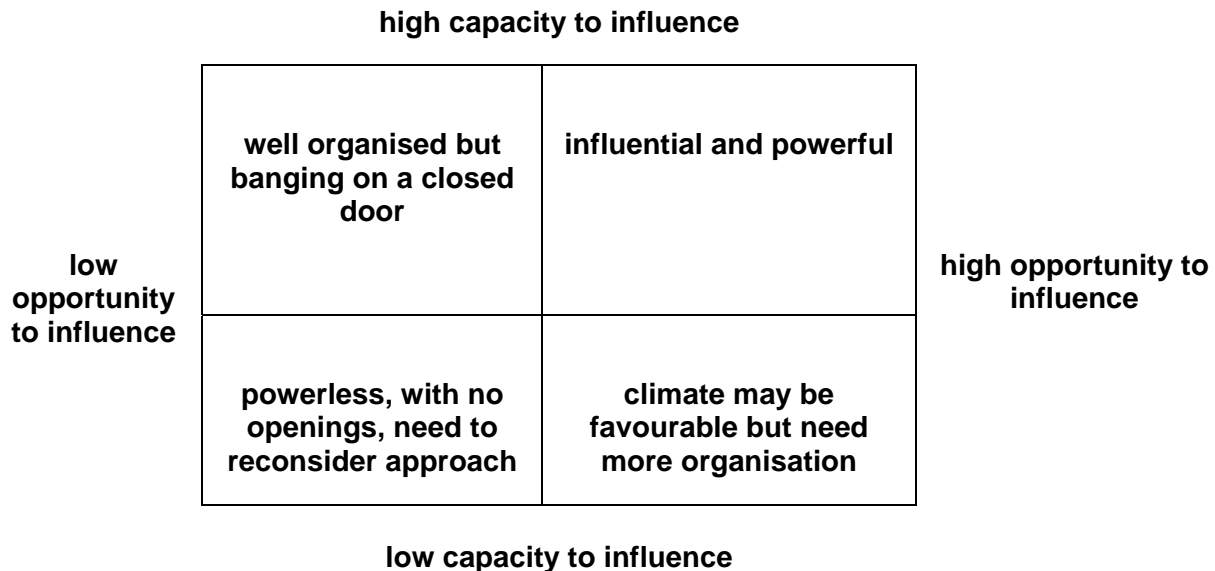 high capacity to influence
well organised but
banging on a closed
door
influential and powerful
low
opportunity
to influence
high opportunity to
influence
powerless, with no
openings, need to
reconsider approach
climate may be
favourable but need
more organisation
low capacity to influence